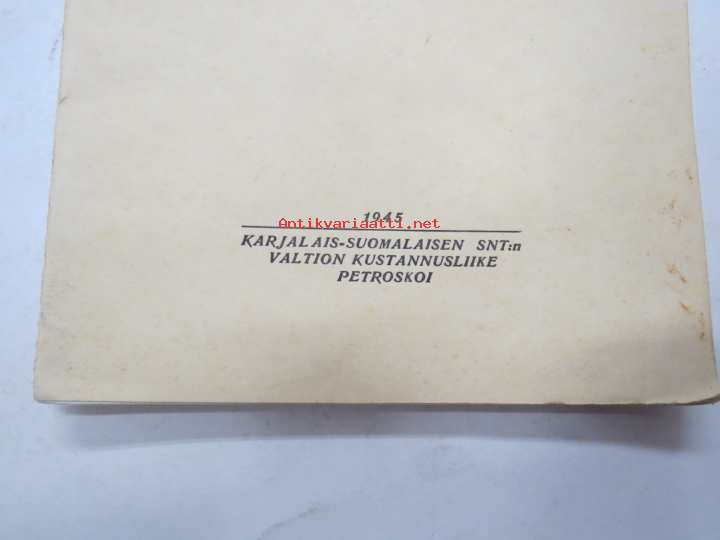 1945
Antikvariaatti.net
KARJALAIS-SUOMALAISEN SNT:n
VALTION KUSTANNUSLIIKE
PETROSKOI